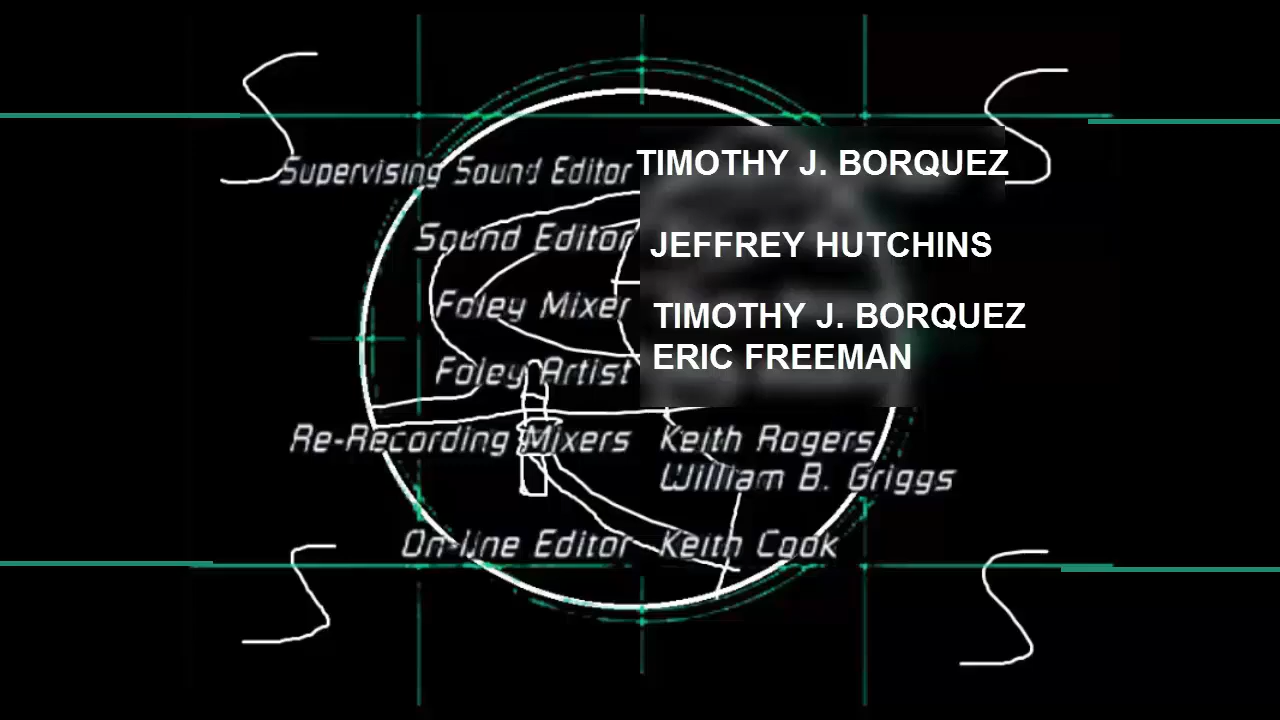 Supervising Sound Editor TIMOTHY J. BORQUEZ
Sound Editor JEFFREY HUTCHINS
Foley Mixer TIMOTHY J. BORQUEZ
Foley Artist ERIC FREEMAN
Re-Recording Mixers Keith Rogers
William B. Griggs
On-line Editor Keith Cook
S S
S S